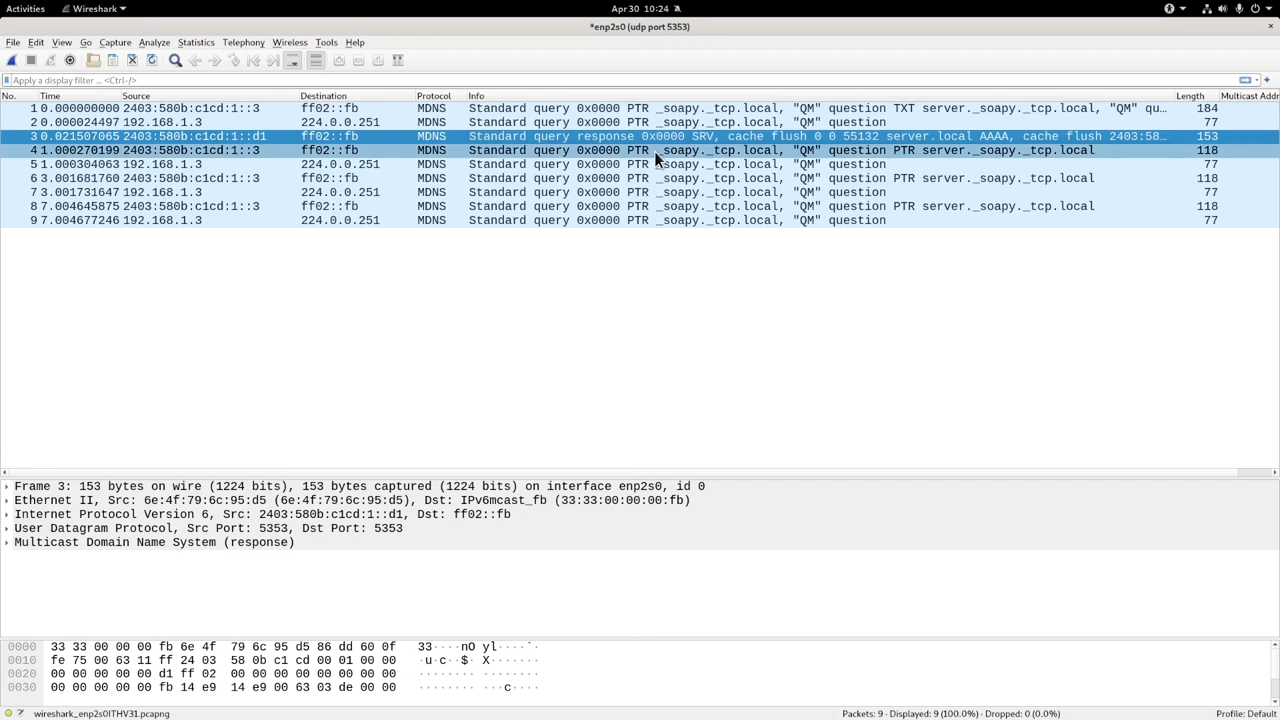 Activities Wireshark Apr 30 10:24
*enp2s0 (udp port 5353)
File Edit View Go Capture Analyze Statistics Telephony Wireless Tools Help
Apply a display filter ... <Ctrl-/>
No. Time Source Destination Protocol Info Length Multicast Addr
1 0.000000000 2403:580b:c1cd:1::3 ff02::fb MDNS Standard query 0x0000 PTR _soapy._tcp.local, "QM" question TXT server._soapy._tcp.local, "QM" qu… 184
2 0.000024497 192.168.1.3 224.0.0.251 MDNS Standard query 0x0000 PTR _soapy._tcp.local, "QM" question 77
3 0.021507065 2403:580b:c1cd:1::d1 ff02::fb MDNS Standard query response 0x0000 SRV, cache flush 0 0 55132 server.local AAAA, cache flush 2403:58… 153
4 1.000270199 2403:580b:c1cd:1::3 ff02::fb MDNS Standard query 0x0000 PTR _soapy._tcp.local, "QM" question PTR server._soapy._tcp.local 118
5 1.000304063 192.168.1.3 224.0.0.251 MDNS Standard query 0x0000 PTR _soapy._tcp.local, "QM" question 77
6 3.001681760 2403:580b:c1cd:1::3 ff02::fb MDNS Standard query 0x0000 PTR _soapy._tcp.local, "QM" question PTR server._soapy._tcp.local 118
7 3.001731647 192.168.1.3 224.0.0.251 MDNS Standard query 0x0000 PTR _soapy._tcp.local, "QM" question 77
8 7.004645875 2403:580b:c1cd:1::3 ff02::fb MDNS Standard query 0x0000 PTR _soapy._tcp.local, "QM" question PTR server._soapy._tcp.local 118
9 7.004677246 192.168.1.3 224.0.0.251 MDNS Standard query 0x0000 PTR _soapy._tcp.local, "QM" question 77
Frame 3: 153 bytes on wire (1224 bits), 153 bytes captured (1224 bits) on interface enp2s0, id 0
Ethernet II, Src: 6e:4f:79:6c:95:d5 (6e:4f:79:6c:95:d5), Dst: IPv6mcast_fb (33:33:00:00:00:fb)
Internet Protocol Version 6, Src: 2403:580b:c1cd:1::d1, Dst: ff02::fb
User Datagram Protocol, Src Port: 5353, Dst Port: 5353
Multicast Domain Name System (response)
0000 33 33 00 00 00 fb 6e 4f 79 6c 95 d5 86 dd 60 0f 33····nO yl····`·
0010 fe 75 00 63 11 ff 24 03 58 0b c1 cd 00 01 00 00 ·u·c··$· X·······
0020 00 00 00 00 00 d1 ff 02 00 00 00 00 00 00 00 00 ········ ········
0030 00 00 00 00 00 fb 14 e9 14 e9 00 63 03 de 00 00 ········ ···c····
wireshark_enp2s0ITHV31.pcapng Packets: 9 · Displayed: 9 (100.0%) · Dropped: 0 (0.0%) Profile: Default